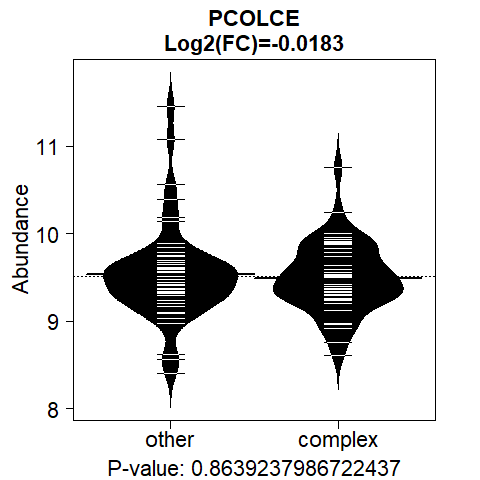 PCOLCE
Log2(FC)=-0.0183
Abundance
11
10
9
8
other complex
P-value: 0.8639237986722437